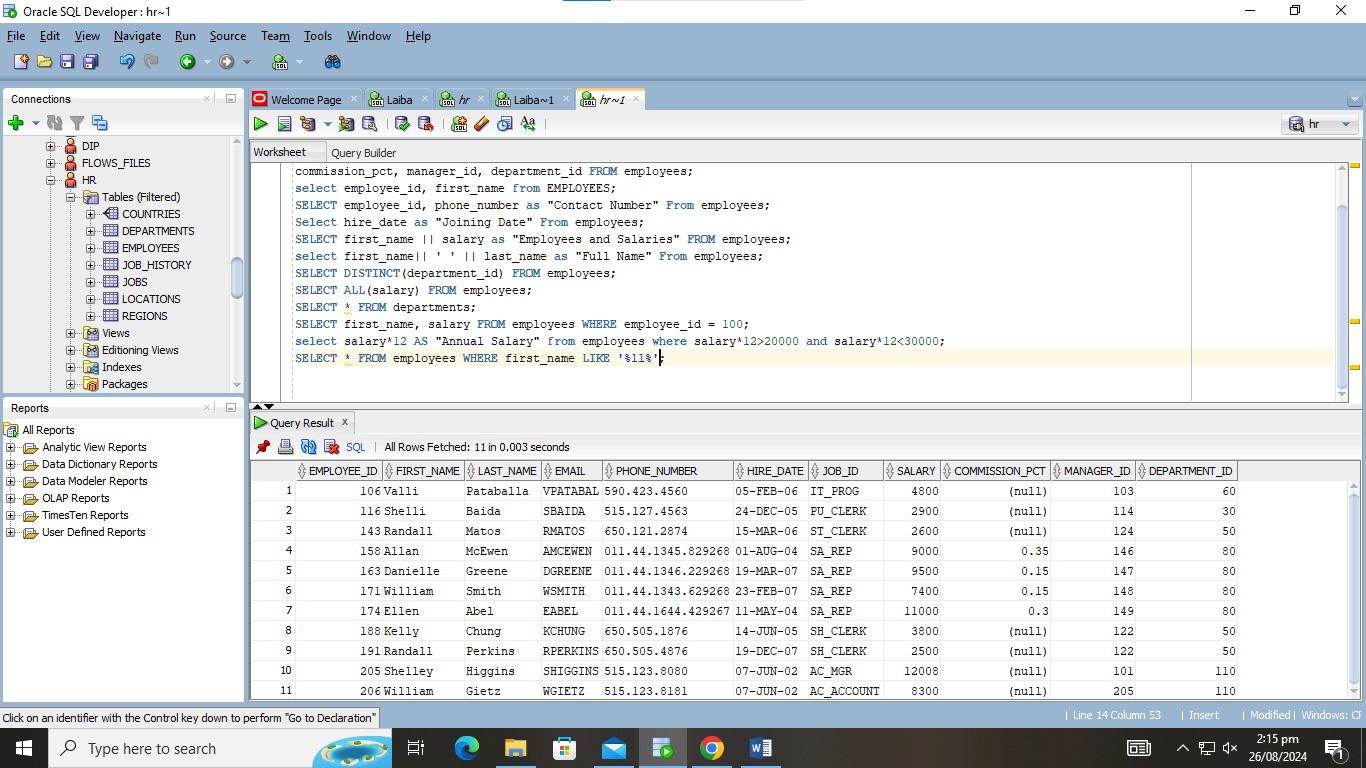 Oracle SQL Developer : hr~1
File Edit View Navigate Run Source Team Tools Window Help
Connections
DIP
FLOWS_FILES
HR
Tables (Filtered)
COUNTRIES
DEPARTMENTS
EMPLOYEES
JOB_HISTORY
JOBS
LOCATIONS
REGIONS
Views
Editioning Views
Indexes
Packages
Reports
All Reports
Analytic View Reports
Data Dictionary Reports
Data Modeler Reports
OLAP Reports
TimesTen Reports
User Defined Reports
Welcome Page Laiba hr Laiba~1 hr~1
hr
Worksheet Query Builder
commission_pct, manager_id, department_id FROM employees;
select employee_id, first_name from EMPLOYEES;
SELECT employee_id, phone_number as "Contact Number" From employees;
Select hire_date as "Joining Date" From employees;
SELECT first_name || salary as "Employees and Salaries" FROM employees;
select first_name|| ' ' || last_name as "Full Name" From employees;
SELECT DISTINCT(department_id) FROM employees;
SELECT ALL(salary) FROM employees;
SELECT * FROM departments;
SELECT first_name, salary FROM employees WHERE employee_id = 100;
select salary*12 AS "Annual Salary" from employees where salary*12>20000 and salary*12<30000;
SELECT * FROM employees WHERE first_name LIKE '%ll%';
Query Result
SQL All Rows Fetched: 11 in 0.003 seconds
EMPLOYEE_ID FIRST_NAME LAST_NAME EMAIL PHONE_NUMBER HIRE_DATE JOB_ID SALARY COMMISSION_PCT MANAGER_ID DEPARTMENT_ID
1 106 Valli Pataballa VPATABAL 590.423.4560 05-FEB-06 IT_PROG 4800 (null) 103 60
2 116 Shelli Baida SBAIDA 515.127.4563 24-DEC-05 PU_CLERK 2900 (null) 114 30
3 143 Randall Matos RMATOS 650.121.2874 15-MAR-06 ST_CLERK 2600 (null) 124 50
4 158 Allan McEwen AMCEWEN 011.44.1345.829268 01-AUG-04 SA_REP 9000 0.35 146 80
5 163 Danielle Greene DGREENE 011.44.1346.229268 19-MAR-07 SA_REP 9500 0.15 147 80
6 171 William Smith WSMITH 011.44.1343.629268 23-FEB-07 SA_REP 7400 0.15 148 80
7 174 Ellen Abel EABEL 011.44.1644.429267 11-MAY-04 SA_REP 11000 0.3 149 80
8 188 Kelly Chung KCHUNG 650.505.1876 14-JUN-05 SH_CLERK 3800 (null) 122 50
9 191 Randall Perkins RPERKINS 650.505.4876 19-DEC-07 SH_CLERK 2500 (null) 122 50
10 205 Shelley Higgins SHIGGINS 515.123.8080 07-JUN-02 AC_MGR 12008 (null) 101 110
11 206 William Gietz WGIETZ 515.123.8181 07-JUN-02 AC_ACCOUNT 8300 (null) 205 110
Click on an identifier with the Control key down to perform "Go to Declaration"
Line 14 Column 53 Insert Modified Windows: CF
Type here to search
2:15 pm
26/08/2024
1